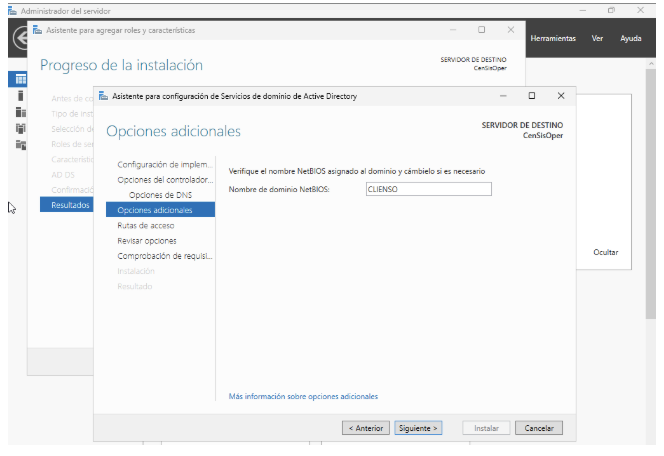 Administrador del servidor
Herramientas Ver Ayuda
Asistente para agregar roles y características
Progreso de la instalación
SERVIDOR DE DESTINO
CenSisOper
Antes de co
Tipo de inst
Selección de
Roles de ser
Característic
AD DS
Confirmació
Resultados
Asistente para configuración de Servicios de dominio de Active Directory
Opciones adicionales
SERVIDOR DE DESTINO
CenSisOper
Configuración de implem...
Opciones del controlador...
Opciones de DNS
Opciones adicionales
Rutas de acceso
Revisar opciones
Comprobación de requisi...
Instalación
Resultado
Verifique el nombre NetBIOS asignado al dominio y cámbielo si es necesario
Nombre de dominio NetBIOS: CLIENSO
Más información sobre opciones adicionales
< Anterior Siguiente > Instalar Cancelar
Ocultar